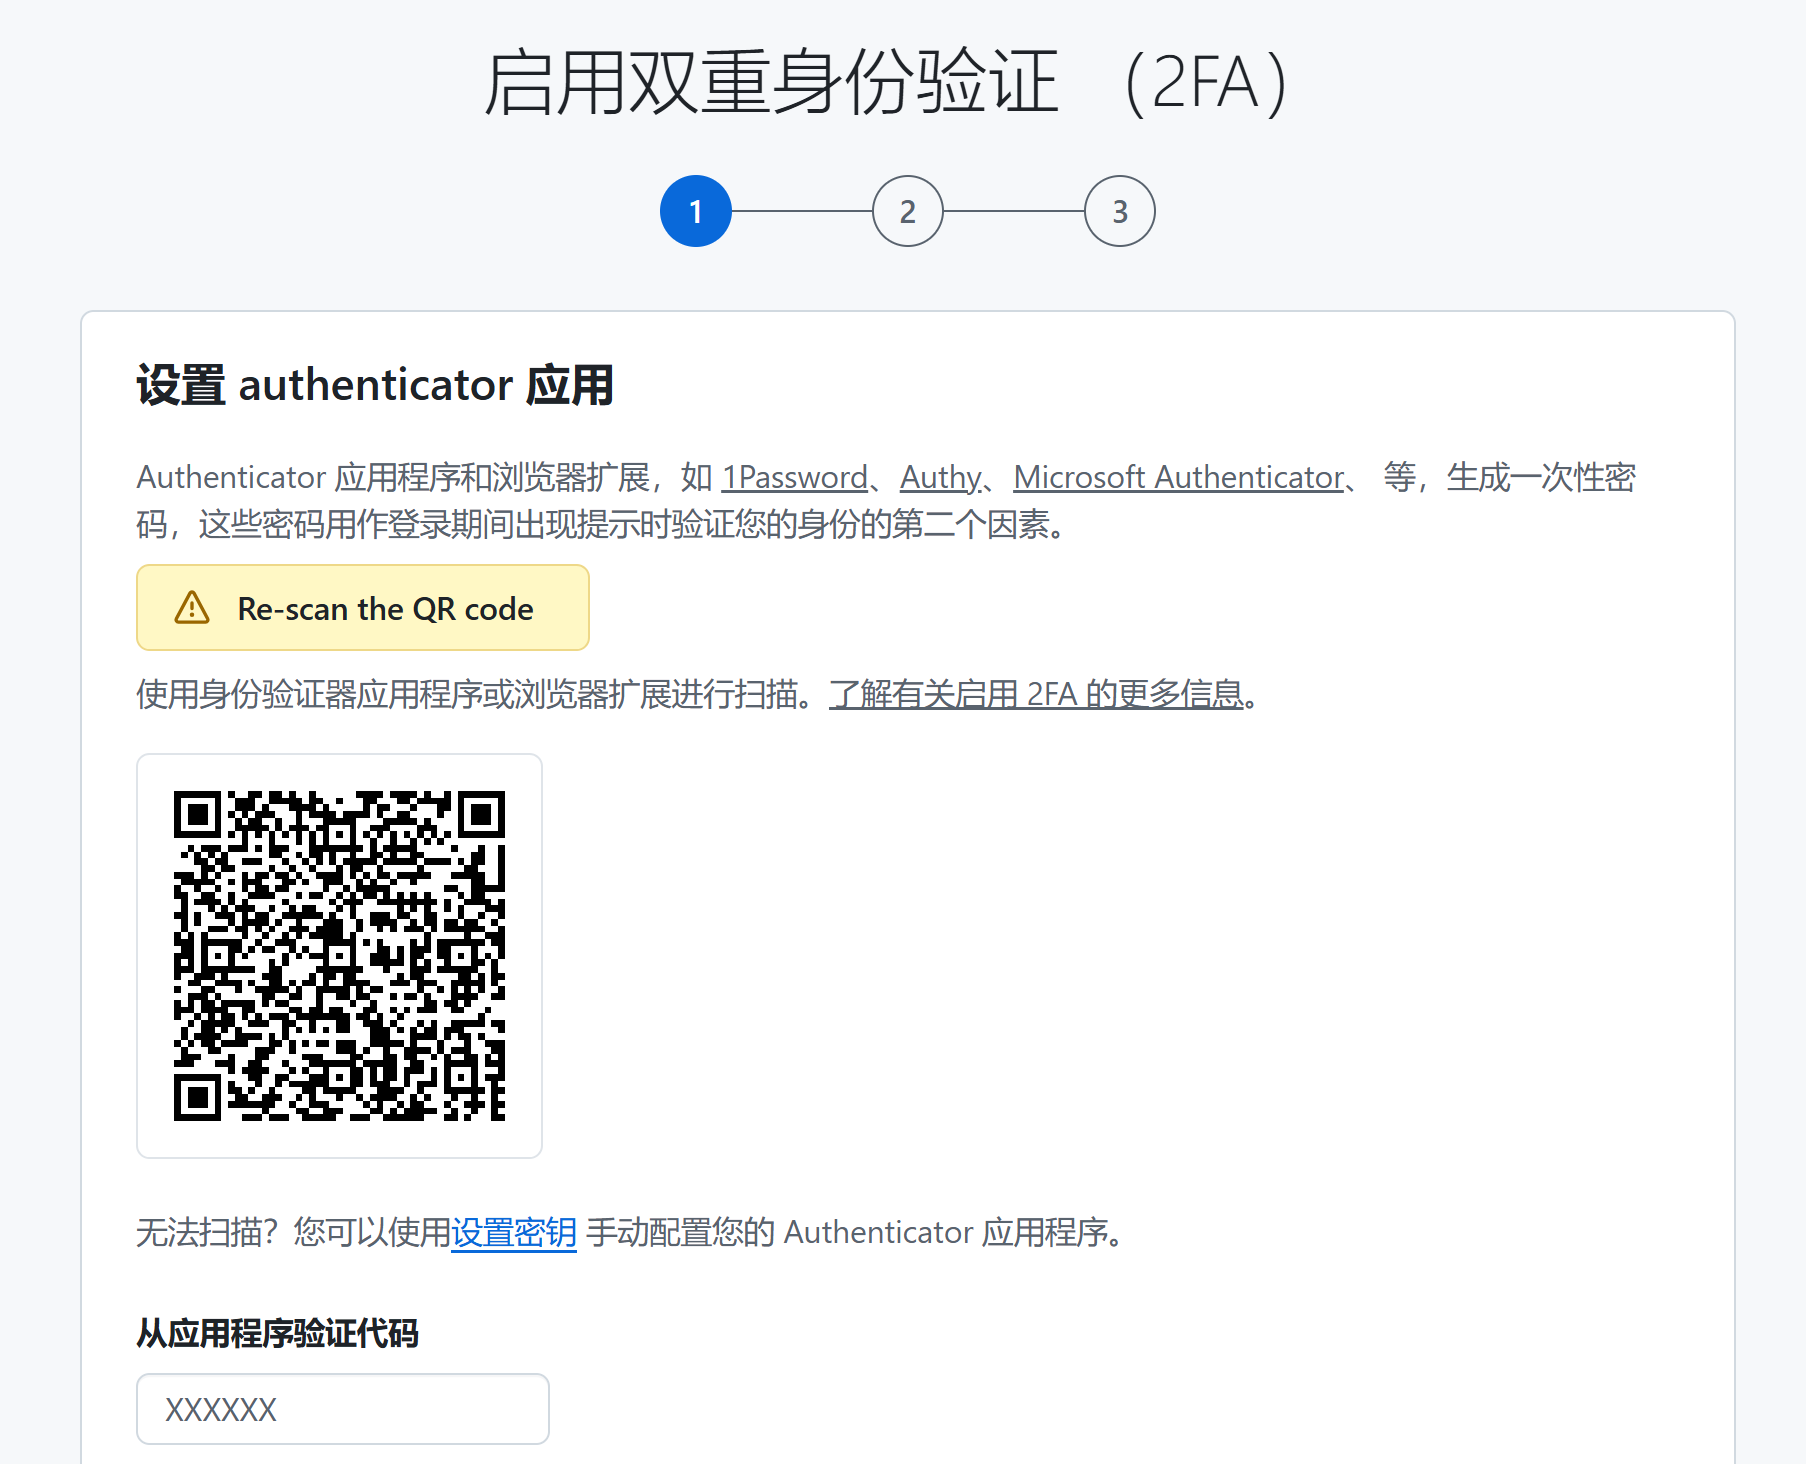 启用双重身份验证 （2FA）
1
2
3
设置 authenticator 应用
Authenticator 应用程序和浏览器扩展，如 1Password、Authy、Microsoft Authenticator、 等，生成一次性密
码，这些密码用作登录期间出现提示时验证您的身份的第二个因素。
Re-scan the QR code
使用身份验证器应用程序或浏览器扩展进行扫描。了解有关启用 2FA 的更多信息。
无法扫描？您可以使用设置密钥 手动配置您的 Authenticator 应用程序。
从应用程序验证代码
XXXXXX